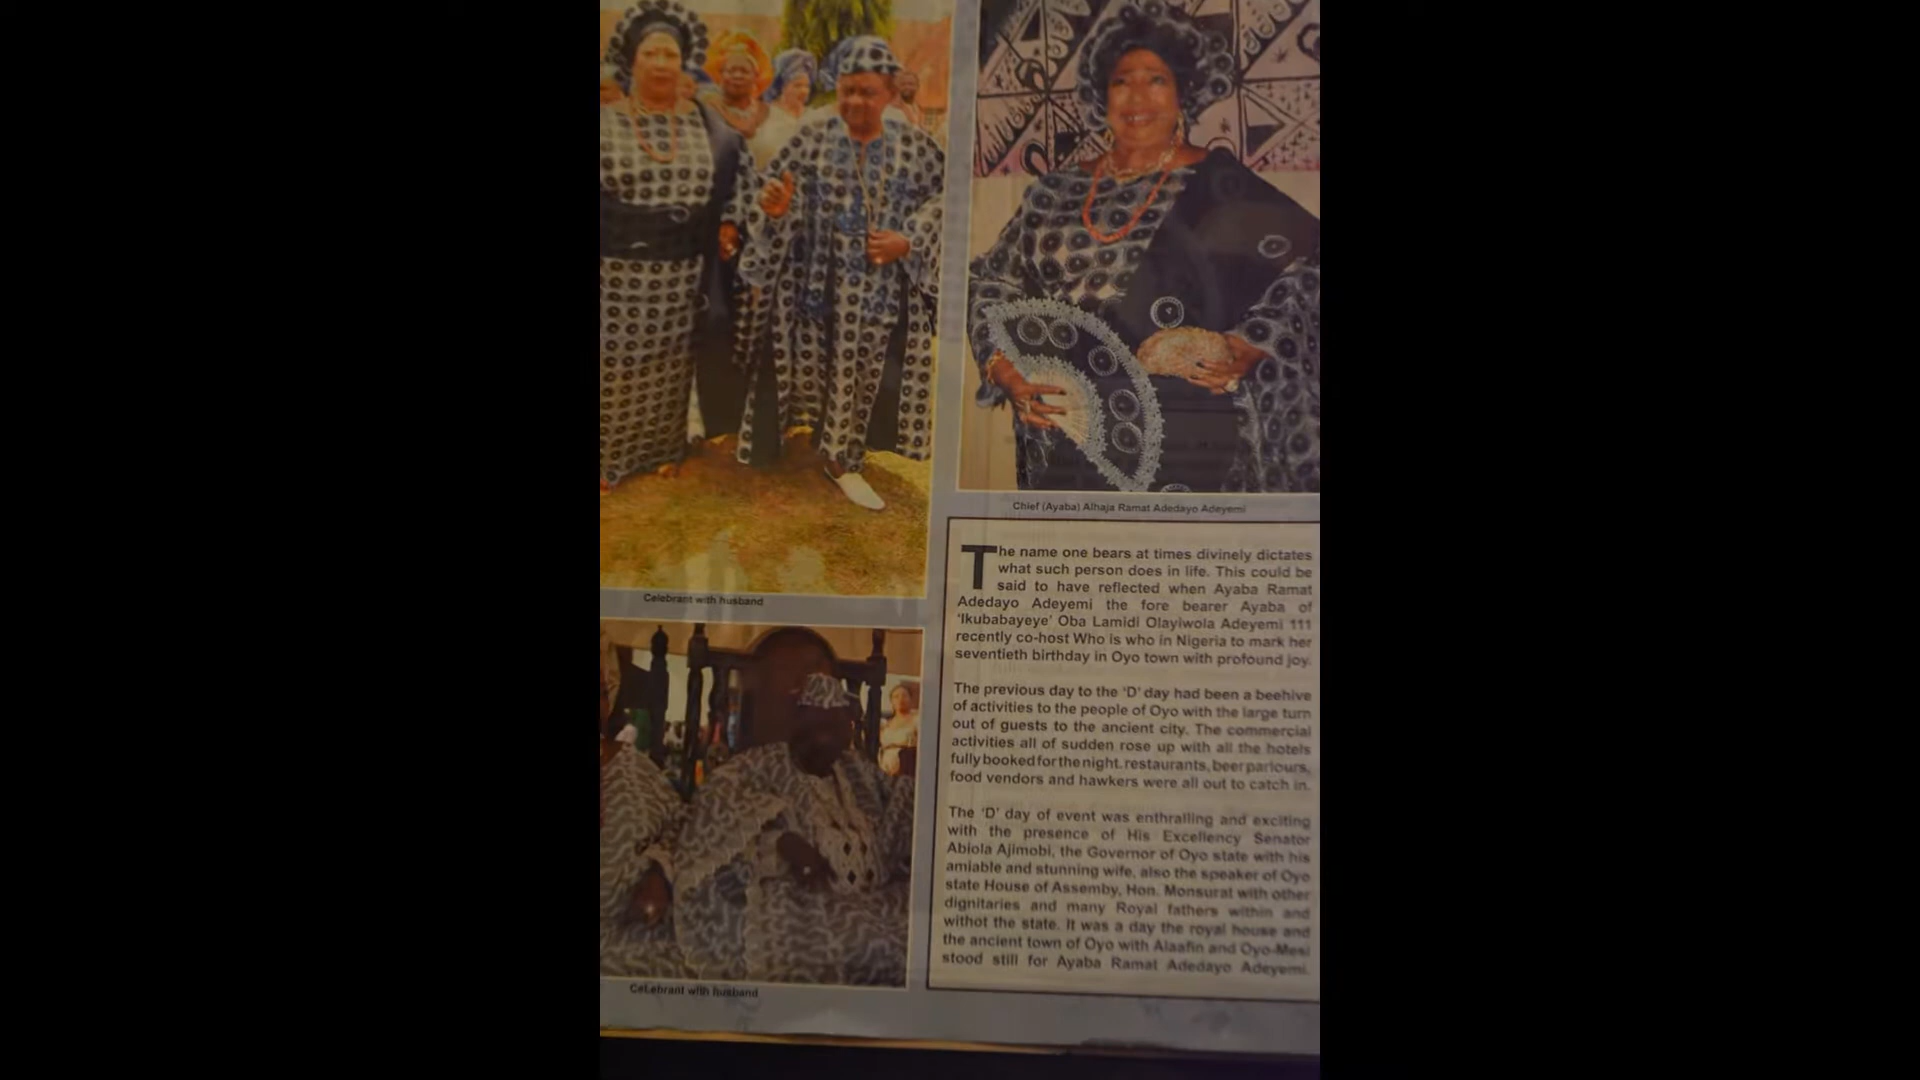 Chief (Ayaba) Alhaja Ramat Adedayo Adeyemi
Celebrant with husband
The name one bears at times divinely dictates
what such person does in life. This could be
said to have reflected when Ayaba Ramat
Adedayo Adeyemi the fore bearer Ayaba of
'Ikubabayeye' Oba Lamidi Olayiwola Adeyemi 111
recently co-host Who is who in Nigeria to mark her
seventieth birthday in Oyo town with profound joy.
The previous day to the 'D' day had been a beehive
of activities to the people of Oyo with the large turn
out of guests to the ancient city. The commercial
activities all of sudden rose up with all the hotels
fully booked for the night. restaurants, beer parlours,
food vendors and hawkers were all out to catch in.
The 'D' day of event was enthralling and exciting
with the presence of His Excellency Senator
Abiola Ajimobi, the Governor of Oyo state with his
amiable and stunning wife, also the speaker of Oyo
state House of Assemby, Hon. Monsurat with other
dignitaries and many Royal fathers within and
withot the state. It was a day the royal house and
the ancient town of Oyo with Alaafin and Oyo-Mesi
stood still for Ayaba Ramat Adedayo Adeyemi.
CeLebrant with husband